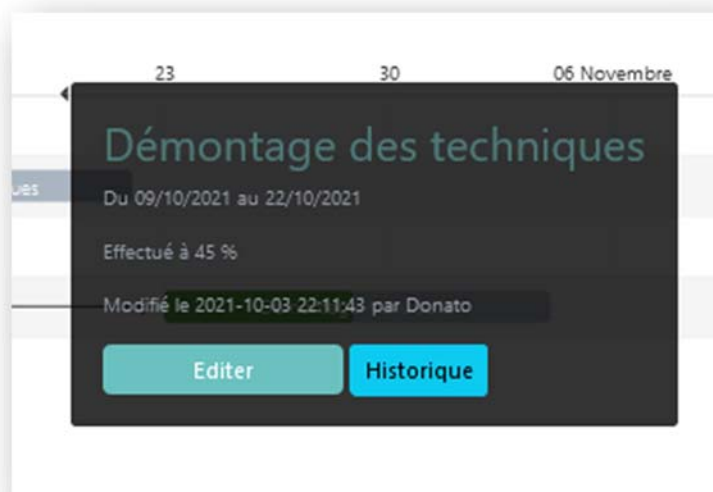 23 30 06 Novembre
Démontage des techniques
ues
Du 09/10/2021 au 22/10/2021
Effectué à 45 %
Modifié le 2021-10-03 22:11:43 par Donato
Editer Historique